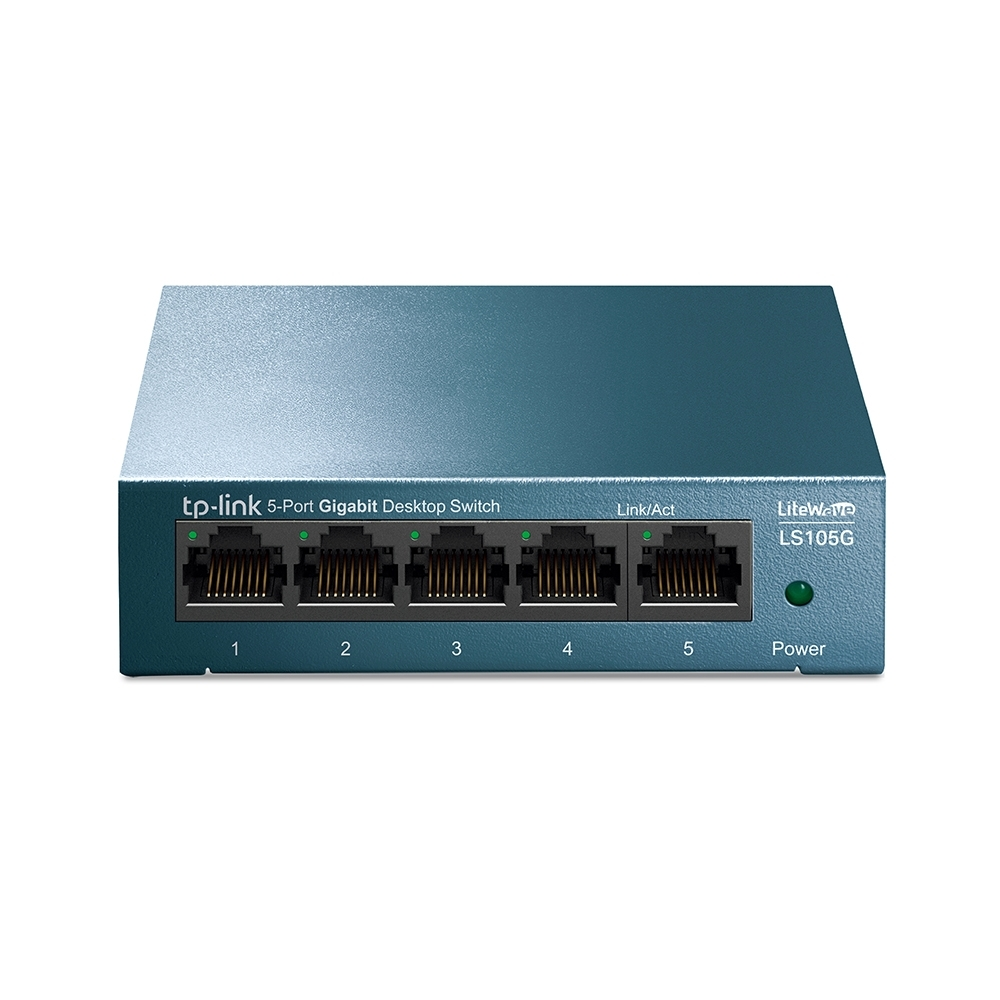 tp-link 5-Port Gigabit Desktop Switch
Link/Act
LiteWave
LS105G
1 2 3 4 5 Power